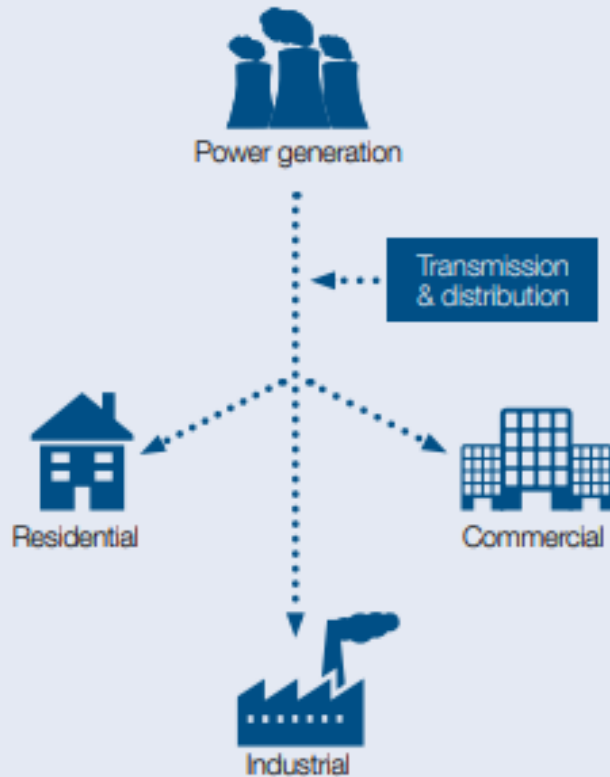 Power generation
Transmission
& distribution
Residential
Commercial
Industrial